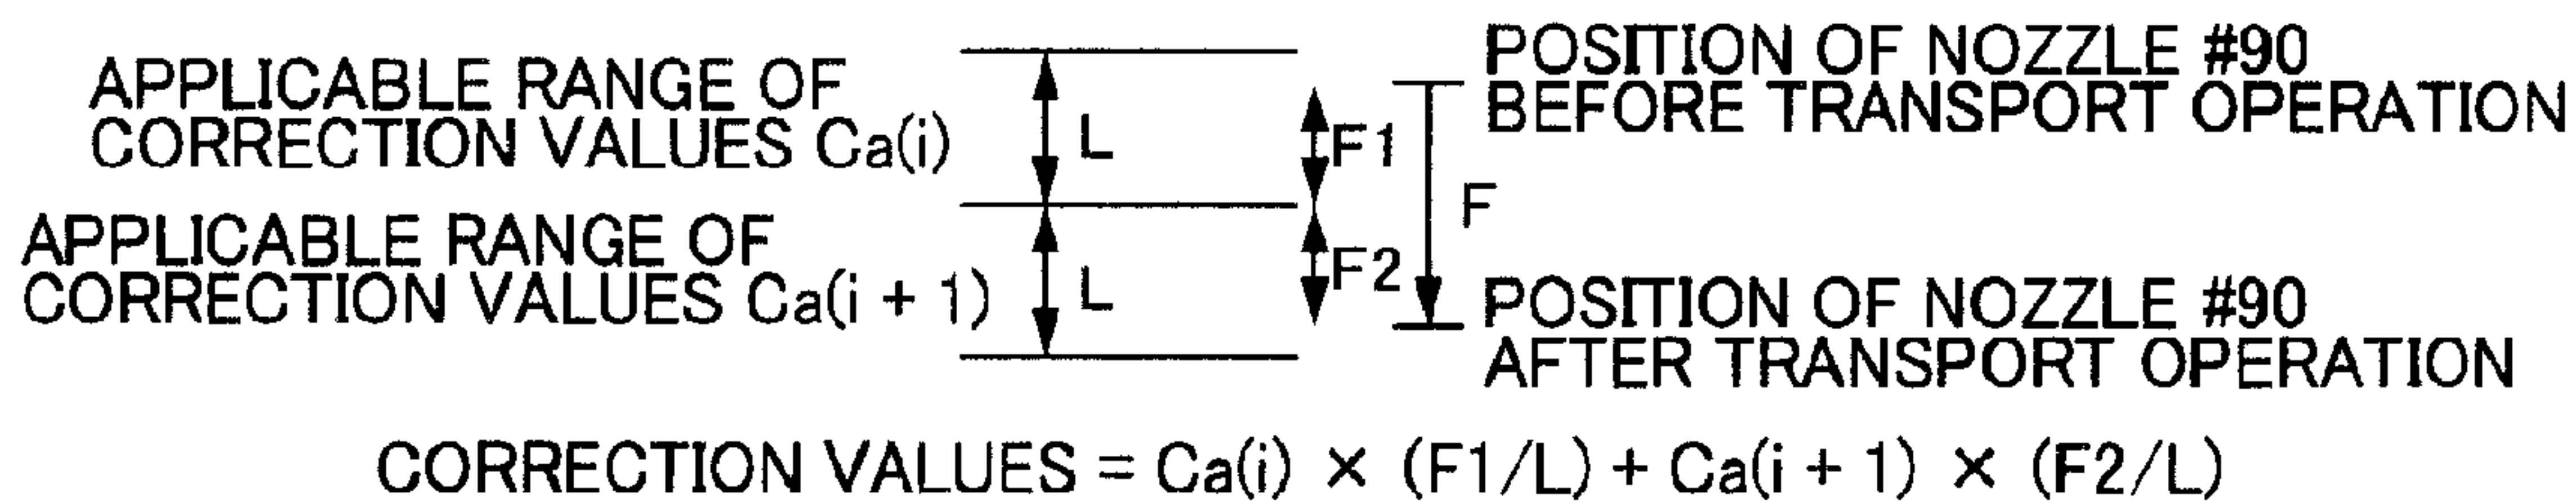 APPLICABLE RANGE OF
CORRECTION VALUES Ca(i)
L
F1
POSITION OF NOZZLE #90
BEFORE TRANSPORT OPERATION
F
APPLICABLE RANGE OF
CORRECTION VALUES Ca(i + 1)
L
F2
POSITION OF NOZZLE #90
AFTER TRANSPORT OPERATION
CORRECTION VALUES = Ca(i) × (F1/L) + Ca(i + 1) × (F2/L)